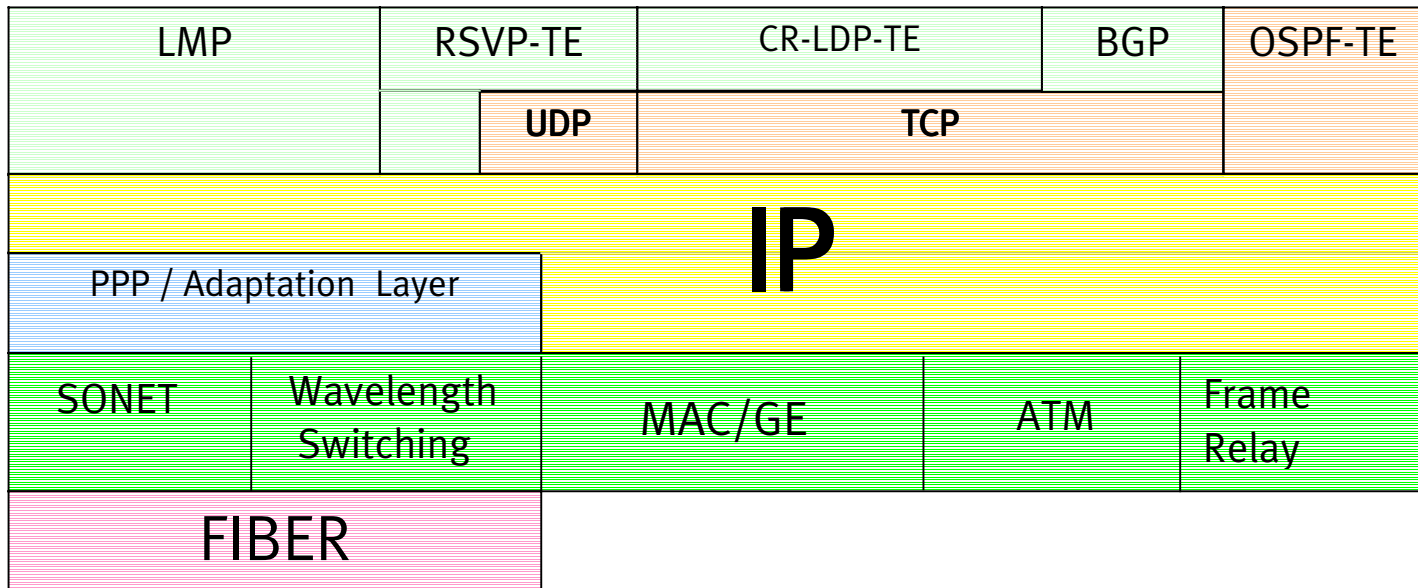 LMP
RSVP-TE
CR-LDP-TE
BGP
OSPF-TE
UDP
TCP
IP
PPP / Adaptation Layer
SONET
Wavelength
Switching
MAC/GE
ATM
Frame
Relay
FIBER